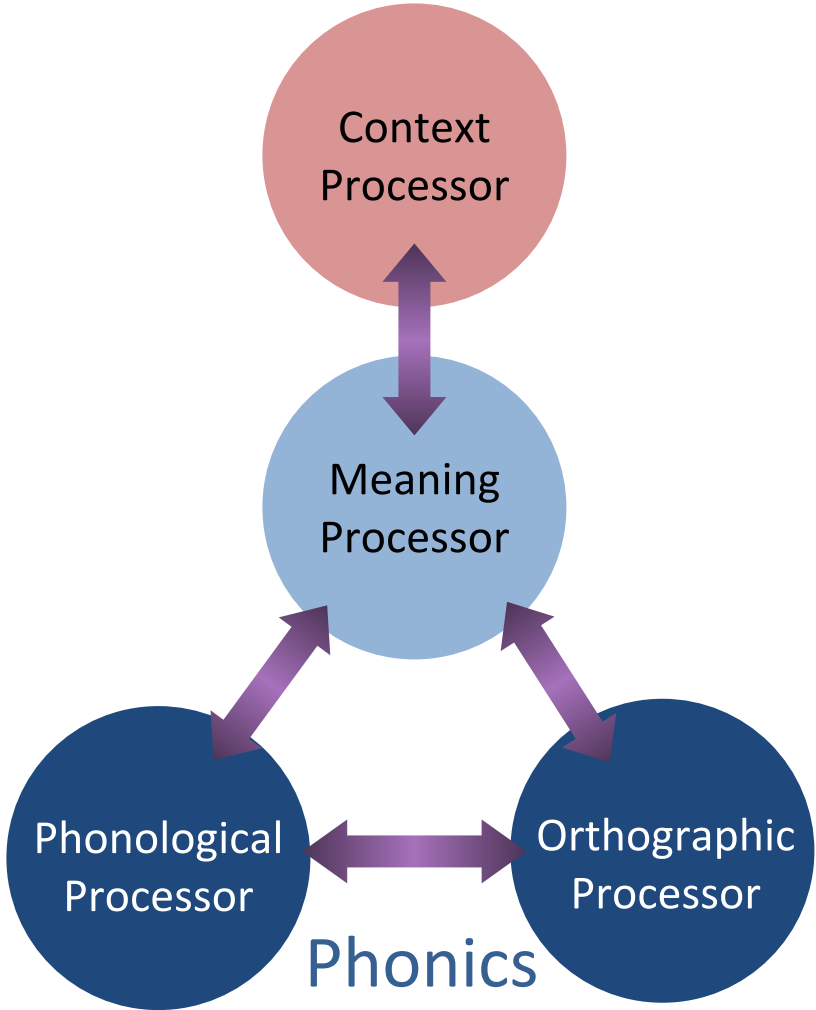 Context
Processor
Meaning
Processor
Phonological
Processor
Orthographic
Processor
Phonics